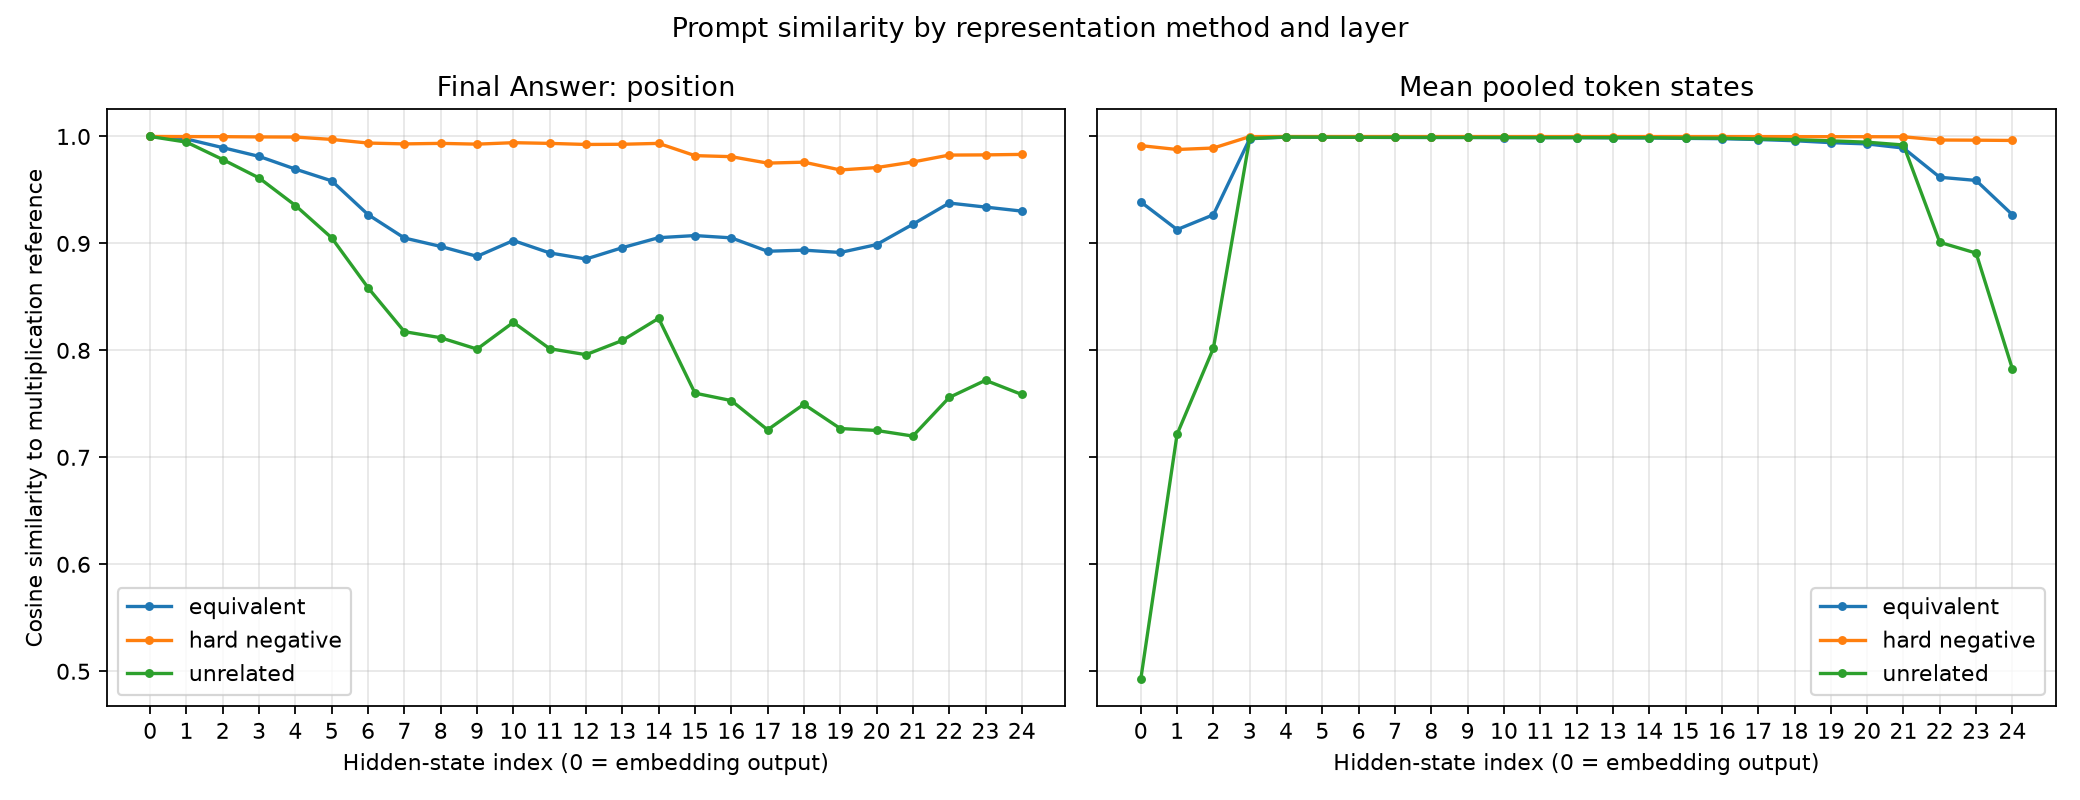 Prompt similarity by representation method and layer
Final Answer: position
Cosine similarity to multiplication reference
1.0
0.9
0.8
0.7
0.6
0.5
equivalent
hard negative
unrelated
0 1 2 3 4 5 6 7 8 9 10 11 12 13 14 15 16 17 18 19 20 21 22 23 24
Hidden-state index (0 = embedding output)
Mean pooled token states
equivalent
hard negative
unrelated
0 1 2 3 4 5 6 7 8 9 10 11 12 13 14 15 16 17 18 19 20 21 22 23 24
Hidden-state index (0 = embedding output)